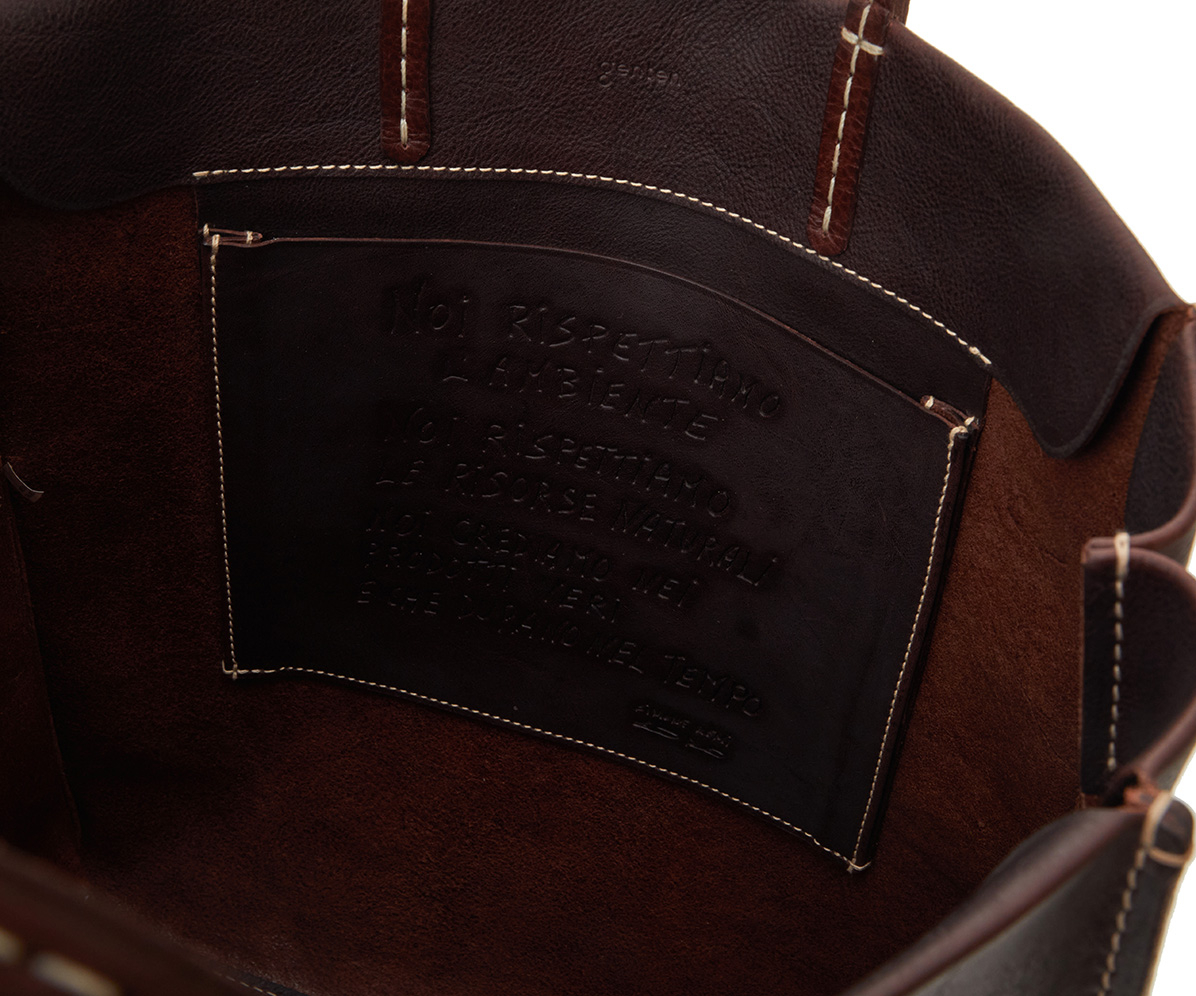 genten
Noi RiSPETTiAMO
L'AMBiENTE
NOi RiSPETTiAMO
LE RiSORSE NATURALi
NOi CREDIAMO NEi
PRODOTTi VERi
E CHE DURANO NEL TEMPO